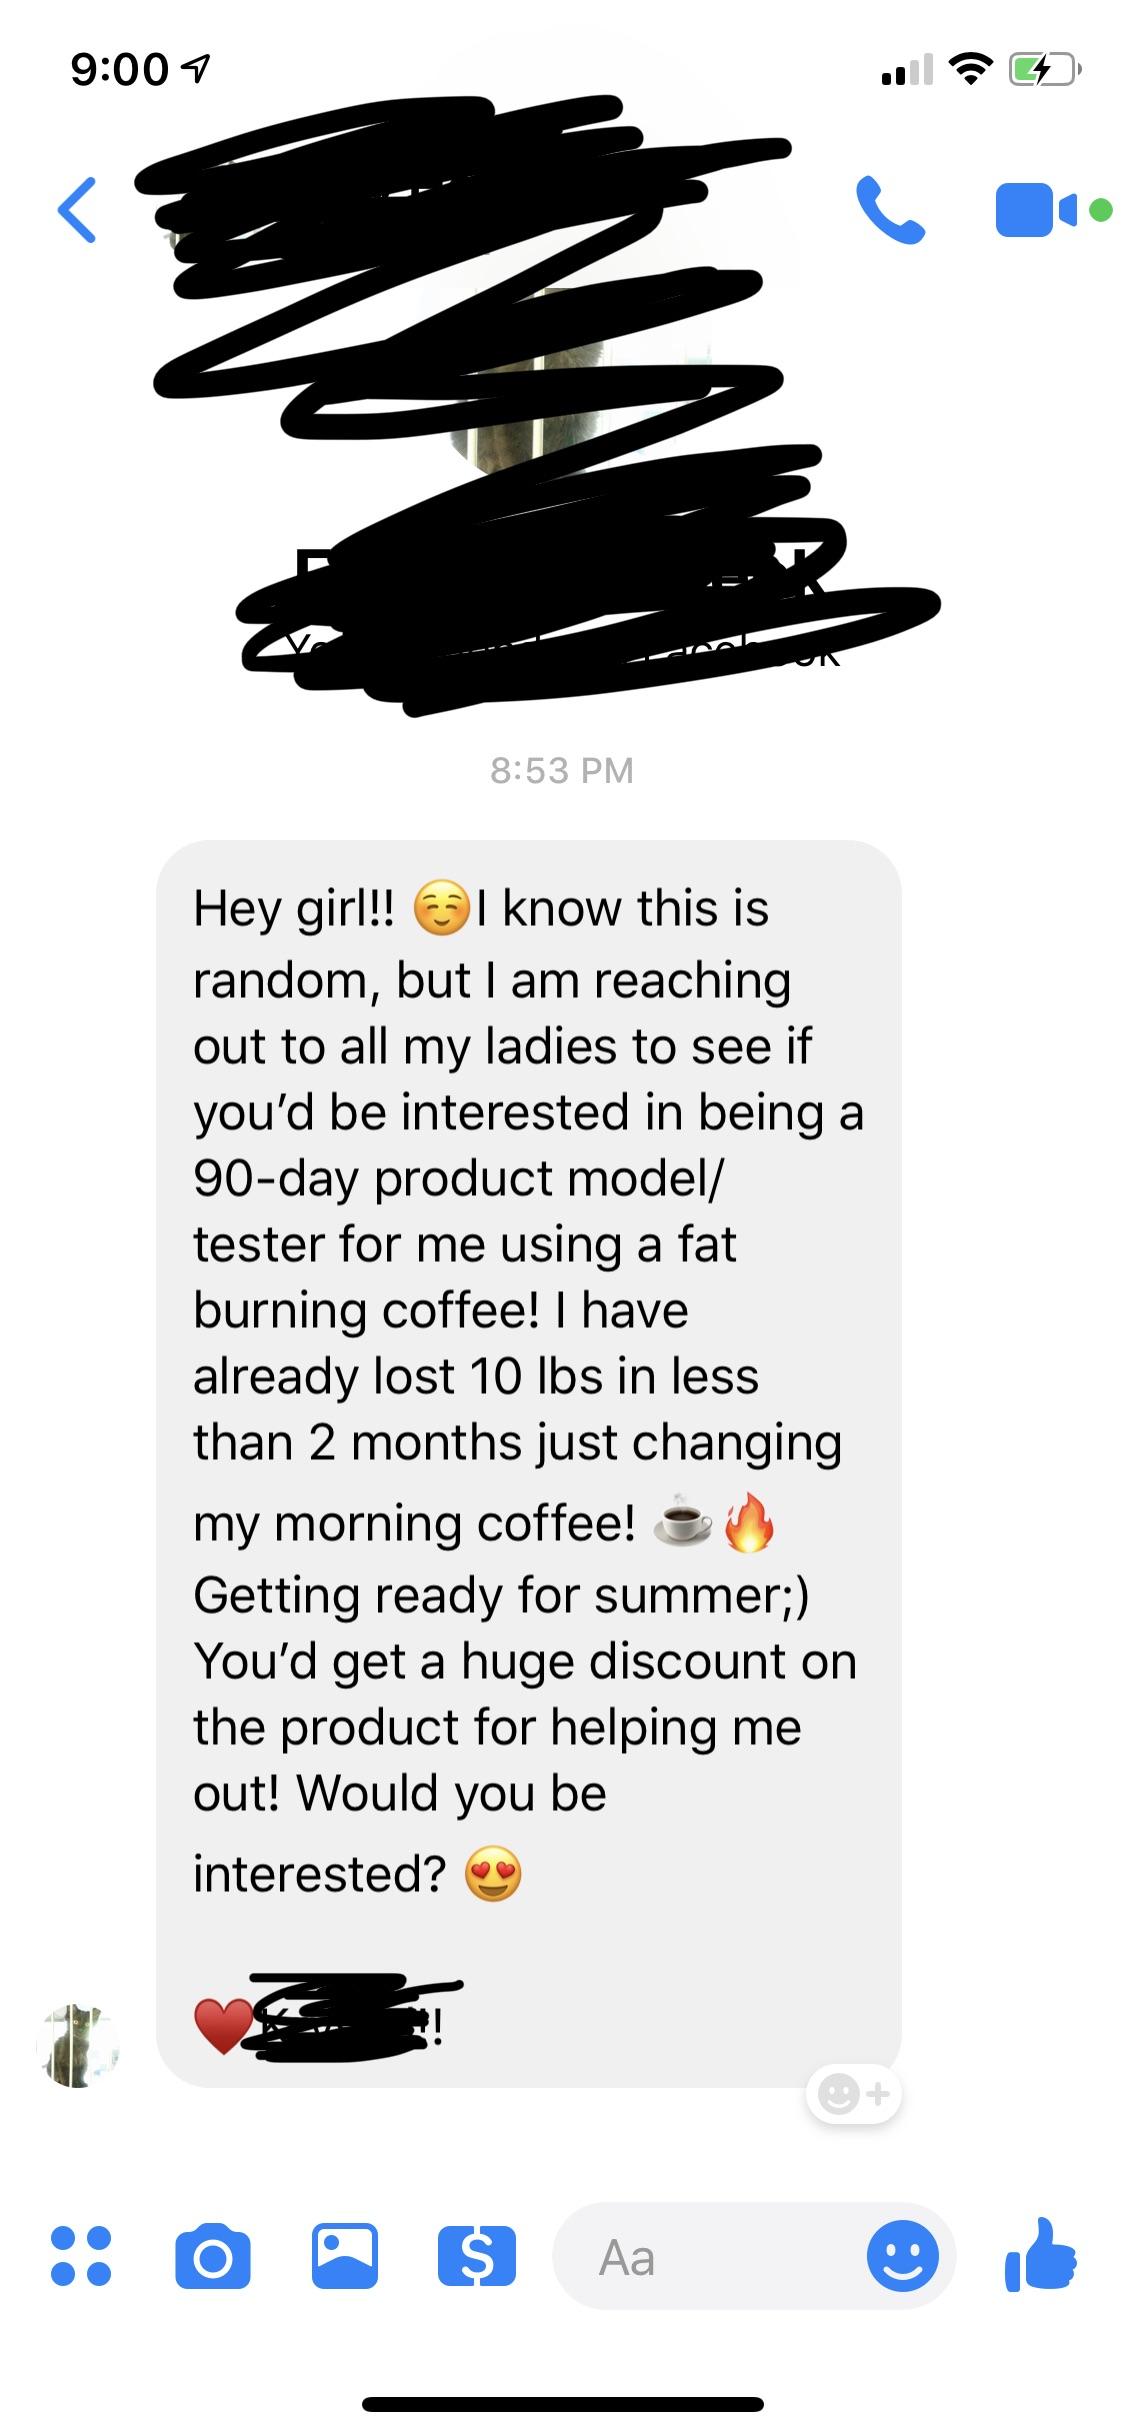 9:00
8:53 PM
Hey girl!! ☺️I know this is
random, but I am reaching
out to all my ladies to see if
you’d be interested in being a
90-day product model/
tester for me using a fat
burning coffee! I have
already lost 10 lbs in less
than 2 months just changing
my morning coffee! ☕🔥
Getting ready for summer;)
You’d get a huge discount on
the product for helping me
out! Would you be
interested? 😍
♥️
Aa